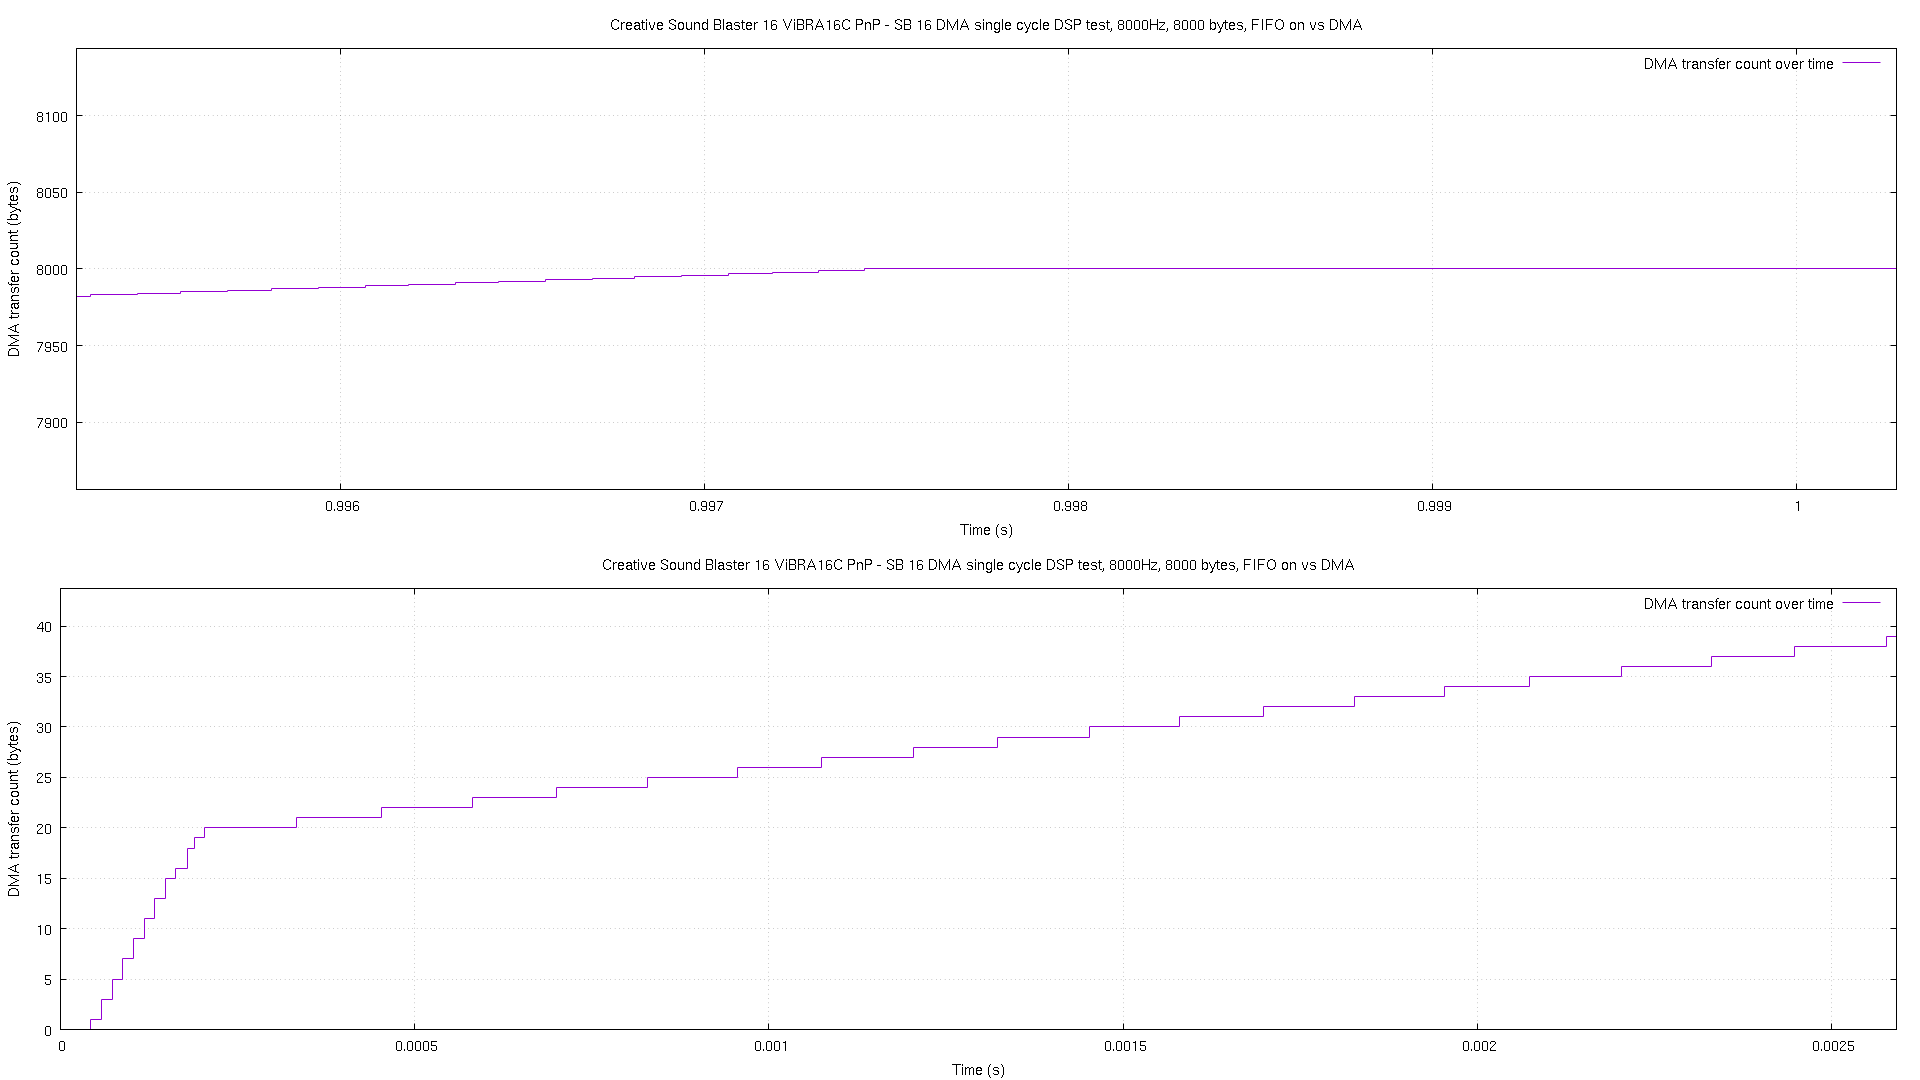 Creative Sound Blaster 16 ViBRA16C PnP - SB 16 DMA single cycle DSP test, 8000Hz, 8000 bytes, FIFO on vs DMA
DMA transfer count over time
8100
8050
8000
7950
7900
DMA transfer count (bytes)
0.996 0.997 0.998 0.999 1
Time (s)
Creative Sound Blaster 16 ViBRA16C PnP - SB 16 DMA single cycle DSP test, 8000Hz, 8000 bytes, FIFO on vs DMA
DMA transfer count over time
40
35
30
25
20
15
10
5
0
DMA transfer count (bytes)
0 0.0005 0.001 0.0015 0.002 0.0025
Time (s)